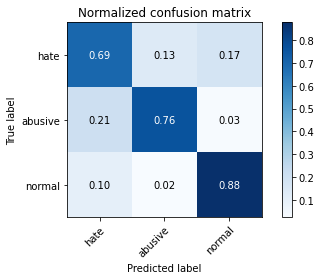 Normalized confusion matrix
True label
hate
0.69 0.13 0.17
abusive
0.21 0.76 0.03
normal
0.10 0.02 0.88
hate
abusive
normal
Predicted label
0.8
0.7
0.6
0.5
0.4
0.3
0.2
0.1